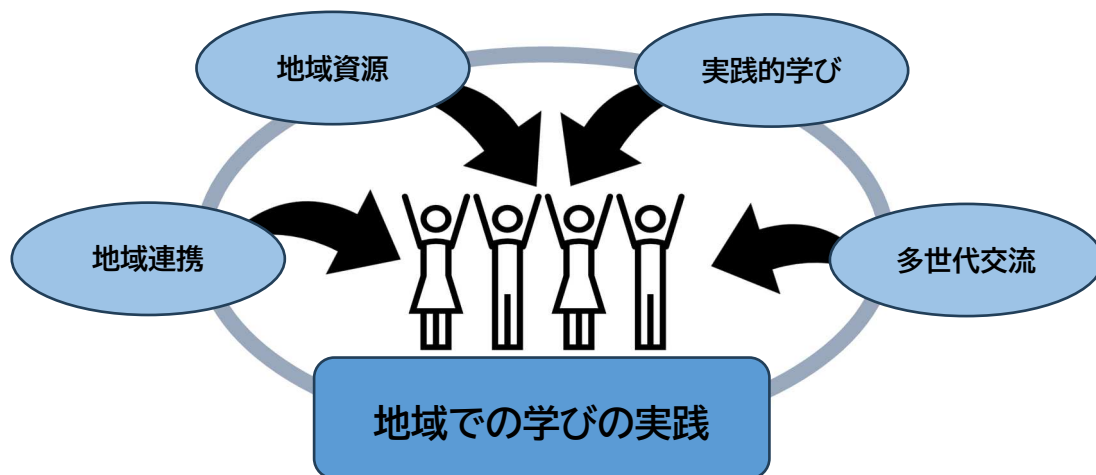 地域資源
実践的学び
地域連携
多世代交流
地域での学びの実践